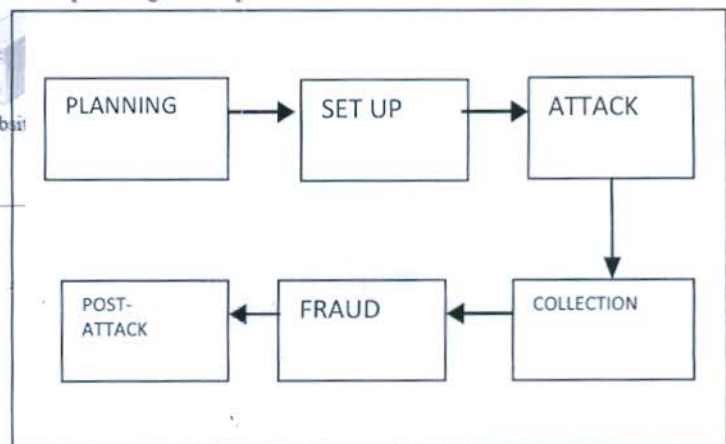 PLANNING
SET UP
ATTACK
POST-
ATTACK
FRAUD
COLLECTION